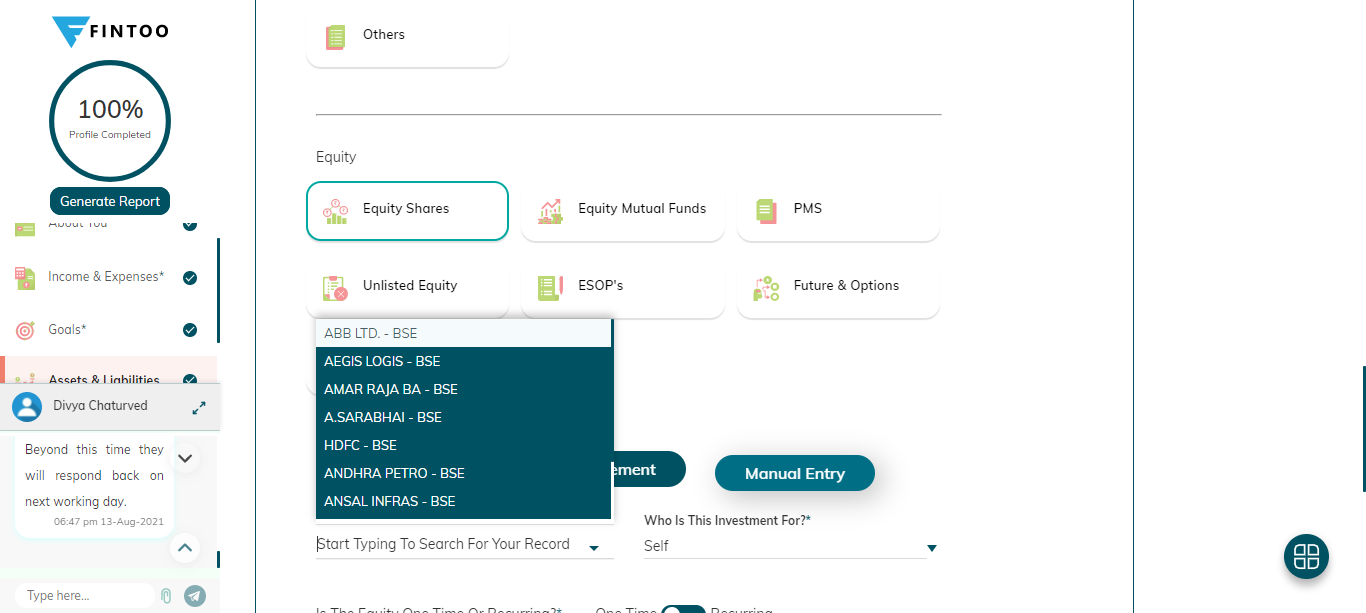 FINTOO
100%
Profile Completed
Generate Report
About You
Income & Expenses*
Goals*
Assets & Liabilities
Divya Chaturved
Beyond this time they
will respond back on
next working day.
06:47 pm 13-Aug-2021
Type here...
Others
Equity
Equity Shares
Equity Mutual Funds
PMS
Unlisted Equity
ESOP's
Future & Options
ABB LTD. - BSE
AEGIS LOGIS - BSE
AMAR RAJA BA - BSE
A.SARABHAI - BSE
HDFC - BSE
ANDHRA PETRO - BSE
ANSAL INFRAS - BSE
ement
Manual Entry
Start Typing To Search For Your Record
Who Is This Investment For?*
Self
Is The Equity One Time Or Recurring?*
One Time
Recurring